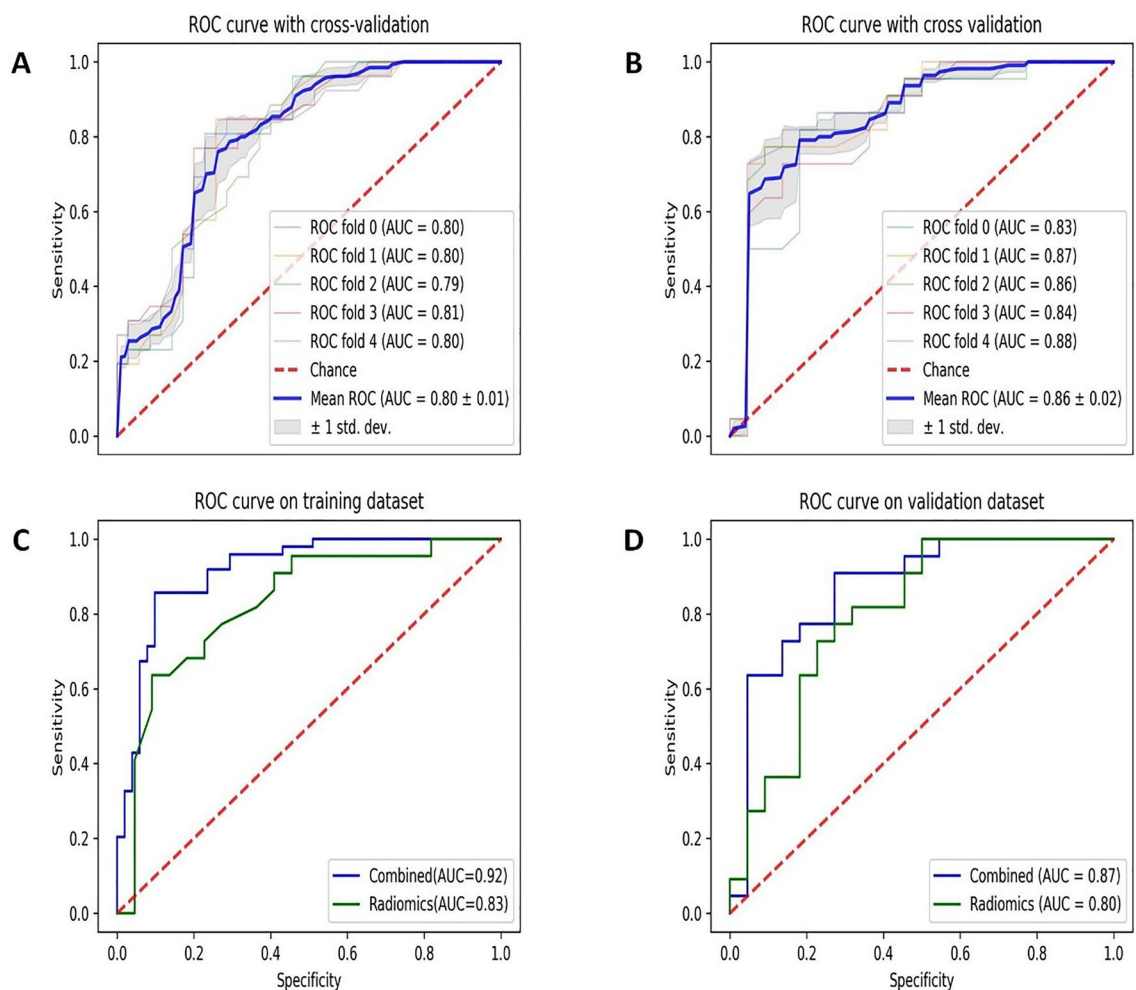 A
ROC curve with cross-validation
Sensitivity
1.0
0.8
0.6
0.4
0.2
0.0
ROC fold 0 (AUC = 0.80)
ROC fold 1 (AUC = 0.80)
ROC fold 2 (AUC = 0.79)
ROC fold 3 (AUC = 0.81)
ROC fold 4 (AUC = 0.80)
Chance
Mean ROC (AUC = 0.80 ± 0.01)
± 1 std. dev.
B
ROC curve with cross validation
Sensitivity
1.0
0.8
0.6
0.4
0.2
0.0
ROC fold 0 (AUC = 0.83)
ROC fold 1 (AUC = 0.87)
ROC fold 2 (AUC = 0.86)
ROC fold 3 (AUC = 0.84)
ROC fold 4 (AUC = 0.88)
Chance
Mean ROC (AUC = 0.86 ± 0.02)
± 1 std. dev.
C
ROC curve on training dataset
Sensitivity
1.0
0.8
0.6
0.4
0.2
0.0
Combined(AUC=0.92)
Radiomics(AUC=0.83)
0.0 0.2 0.4 0.6 0.8 1.0
Specificity
D
ROC curve on validation dataset
Sensitivity
1.0
0.8
0.6
0.4
0.2
0.0
Combined (AUC = 0.87)
Radiomics (AUC = 0.80)
0.0 0.2 0.4 0.6 0.8 1.0
Specificity